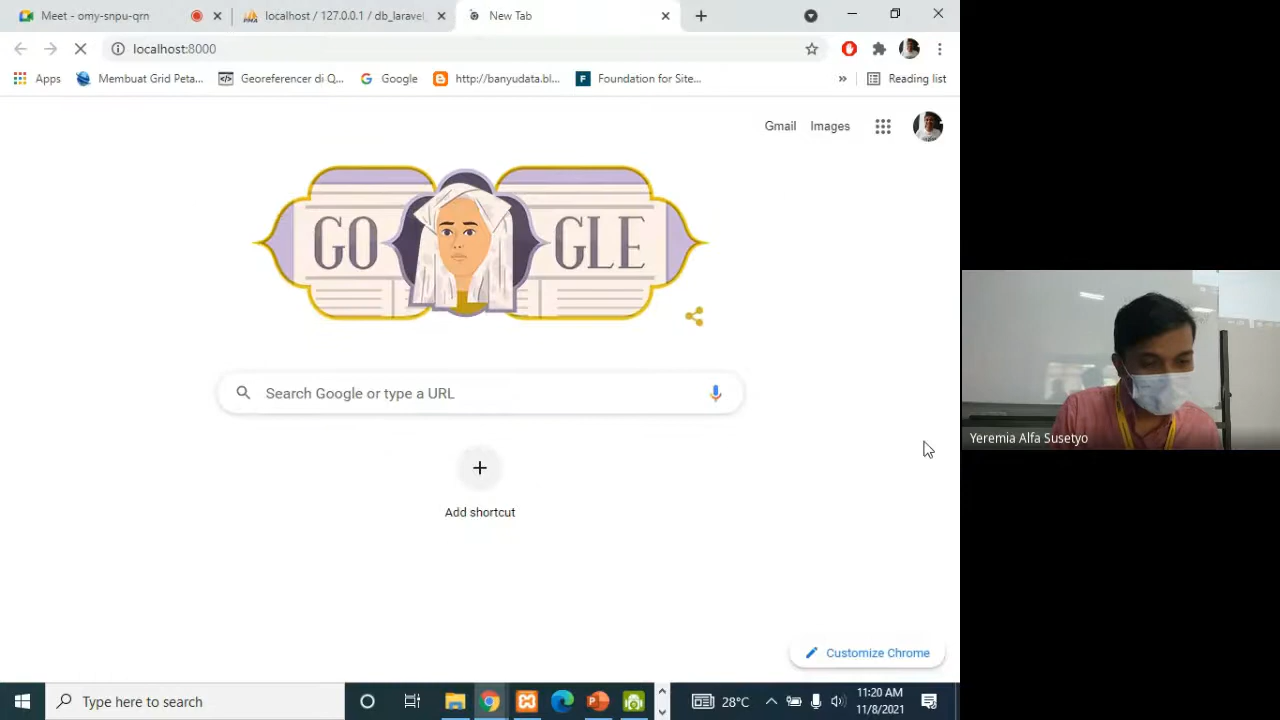 Meet - omy-snpu-qrn
localhost / 127.0.0.1 / db_laravel
New Tab
localhost:8000
Apps
Membuat Grid Peta...
Georeferencer di Q...
Google
http://banyudata.bl...
Foundation for Site...
»
Reading list
Gmail
Images
GO GLE
Search Google or type a URL
Add shortcut
Yeremia Alfa Susetyo
Customize Chrome
Type here to search
28°C
11:20 AM
11/8/2021